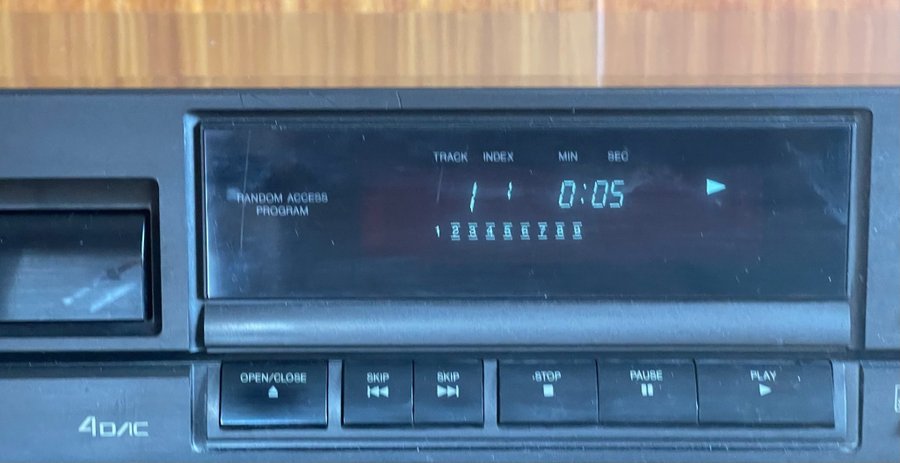 TRACK INDEX MIN SEC
RANDOM ACCESS
PROGRAM
1 1 0:05
1 2 3 4 5 6 7 8 9
OPEN/CLOSE
SKIP
SKIP
STOP
PAUSE
PLAY
4DAC